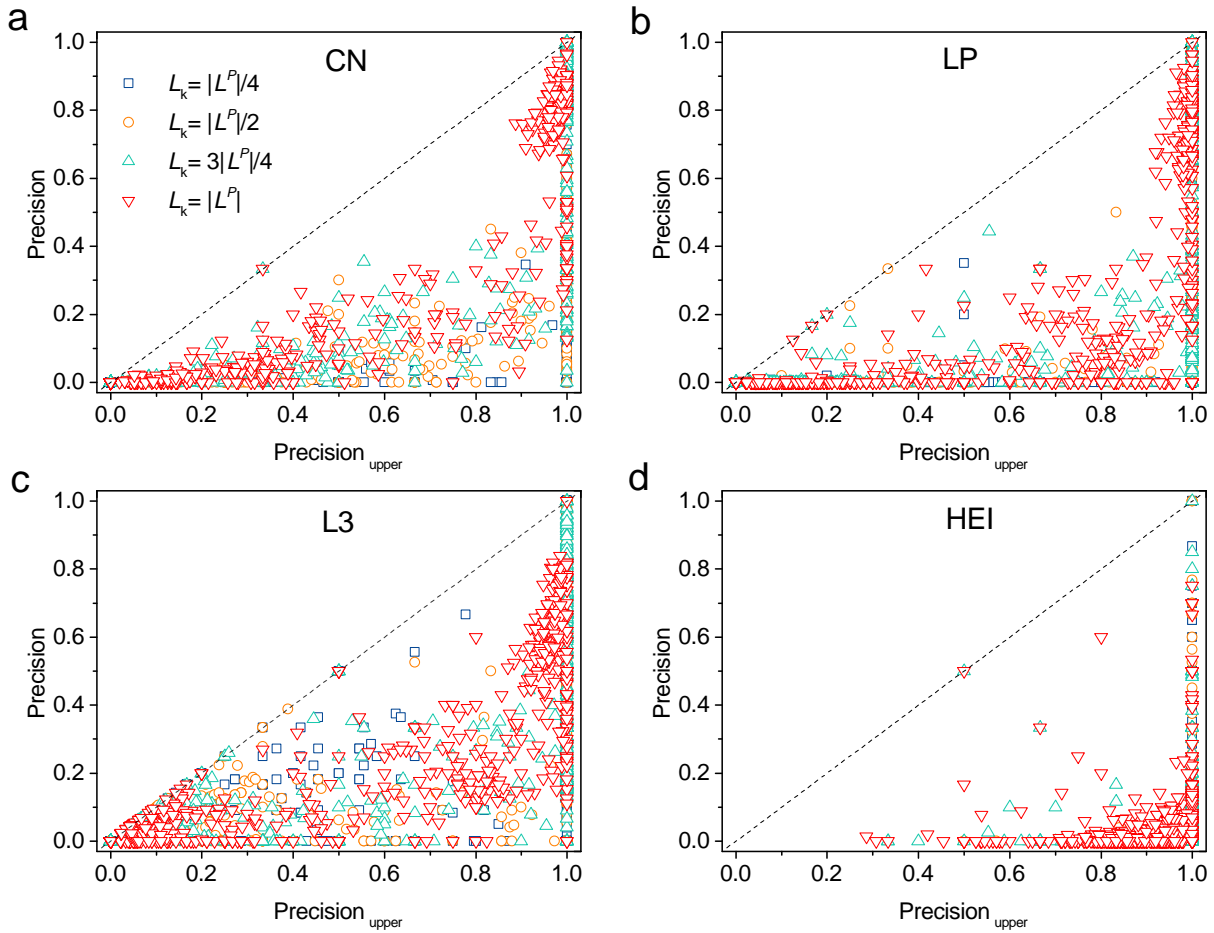 a
CN
1.0
0.8
0.6
0.4
0.2
0.0
Precision
L_k = |L^P|/4
L_k = |L^P|/2
L_k = 3|L^P|/4
L_k = |L^P|
0.0 0.2 0.4 0.6 0.8 1.0
Precision_upper
b
LP
1.0
0.8
0.6
0.4
0.2
0.0
Precision
0.0 0.2 0.4 0.6 0.8 1.0
Precision_upper
c
L3
1.0
0.8
0.6
0.4
0.2
0.0
Precision
0.0 0.2 0.4 0.6 0.8 1.0
Precision_upper
d
HEI
1.0
0.8
0.6
0.4
0.2
0.0
Precision
0.0 0.2 0.4 0.6 0.8 1.0
Precision_upper